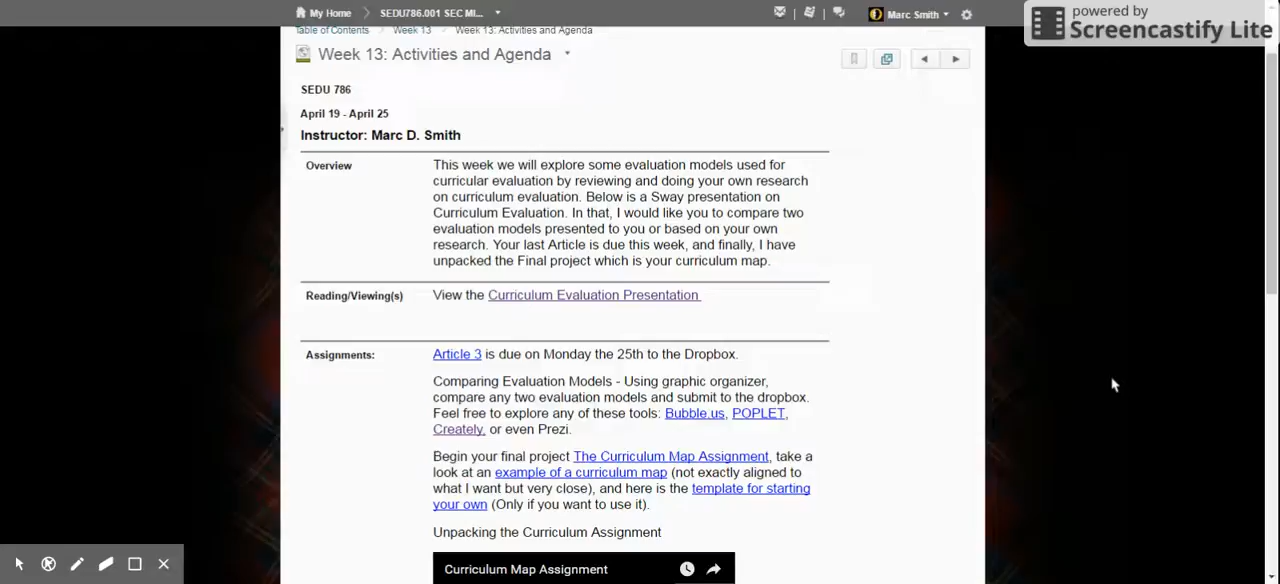 My Home
SEDU786.001 SEC MI...
Marc Smith
powered by
Screencastify Lite
Table of Contents Week 13 Week 13: Activities and Agenda
Week 13: Activities and Agenda
SEDU 786
April 19 - April 25
Instructor: Marc D. Smith
Overview
This week we will explore some evaluation models used for
curricular evaluation by reviewing and doing your own research
on curriculum evaluation. Below is a Sway presentation on
Curriculum Evaluation. In that, I would like you to compare two
evaluation models presented to you or based on your own
research. Your last Article is due this week, and finally, I have
unpacked the Final project which is your curriculum map.
Reading/Viewing(s)
View the Curriculum Evaluation Presentation
Assignments:
Article 3 is due on Monday the 25th to the Dropbox.
Comparing Evaluation Models - Using graphic organizer,
compare any two evaluation models and submit to the dropbox.
Feel free to explore any of these tools: Bubble.us, POPLET,
Creately, or even Prezi.
Begin your final project The Curriculum Map Assignment, take a
look at an example of a curriculum map (not exactly aligned to
what I want but very close), and here is the template for starting
your own (Only if you want to use it).
Unpacking the Curriculum Assignment
Curriculum Map Assignment